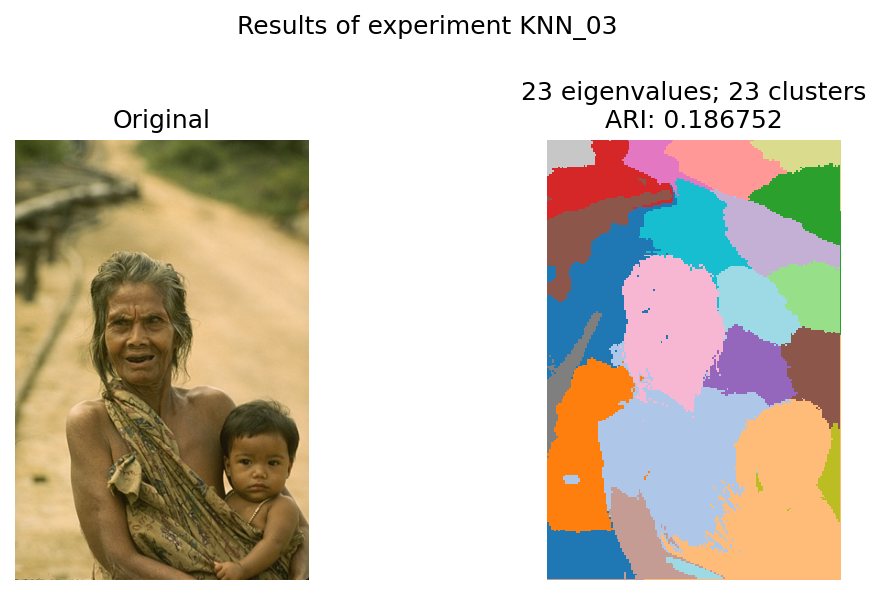 Results of experiment KNN_03
Original
23 eigenvalues; 23 clusters
ARI: 0.186752